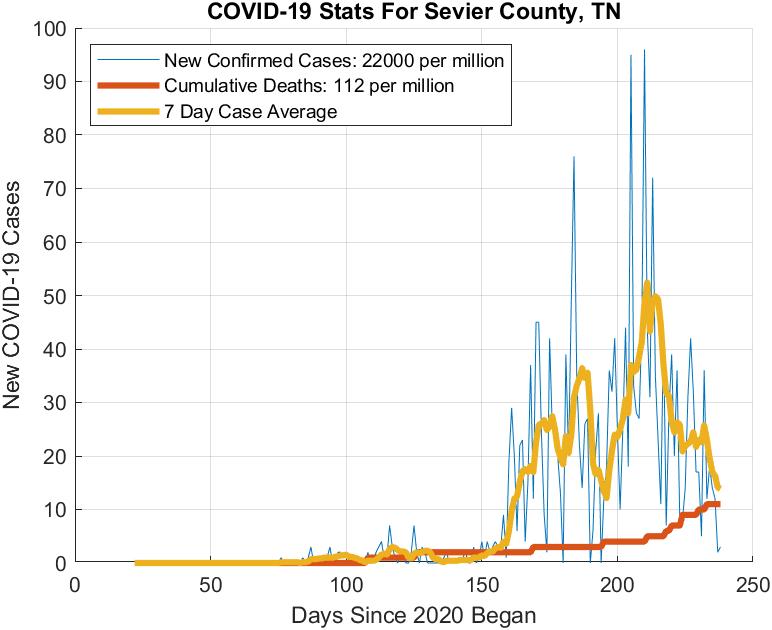 COVID-19 Stats For Sevier County, TN
New Confirmed Cases: 22000 per million
Cumulative Deaths: 112 per million
7 Day Case Average
New COVID-19 Cases
100
90
80
70
60
50
40
30
20
10
0
0 50 100 150 200 250
Days Since 2020 Began